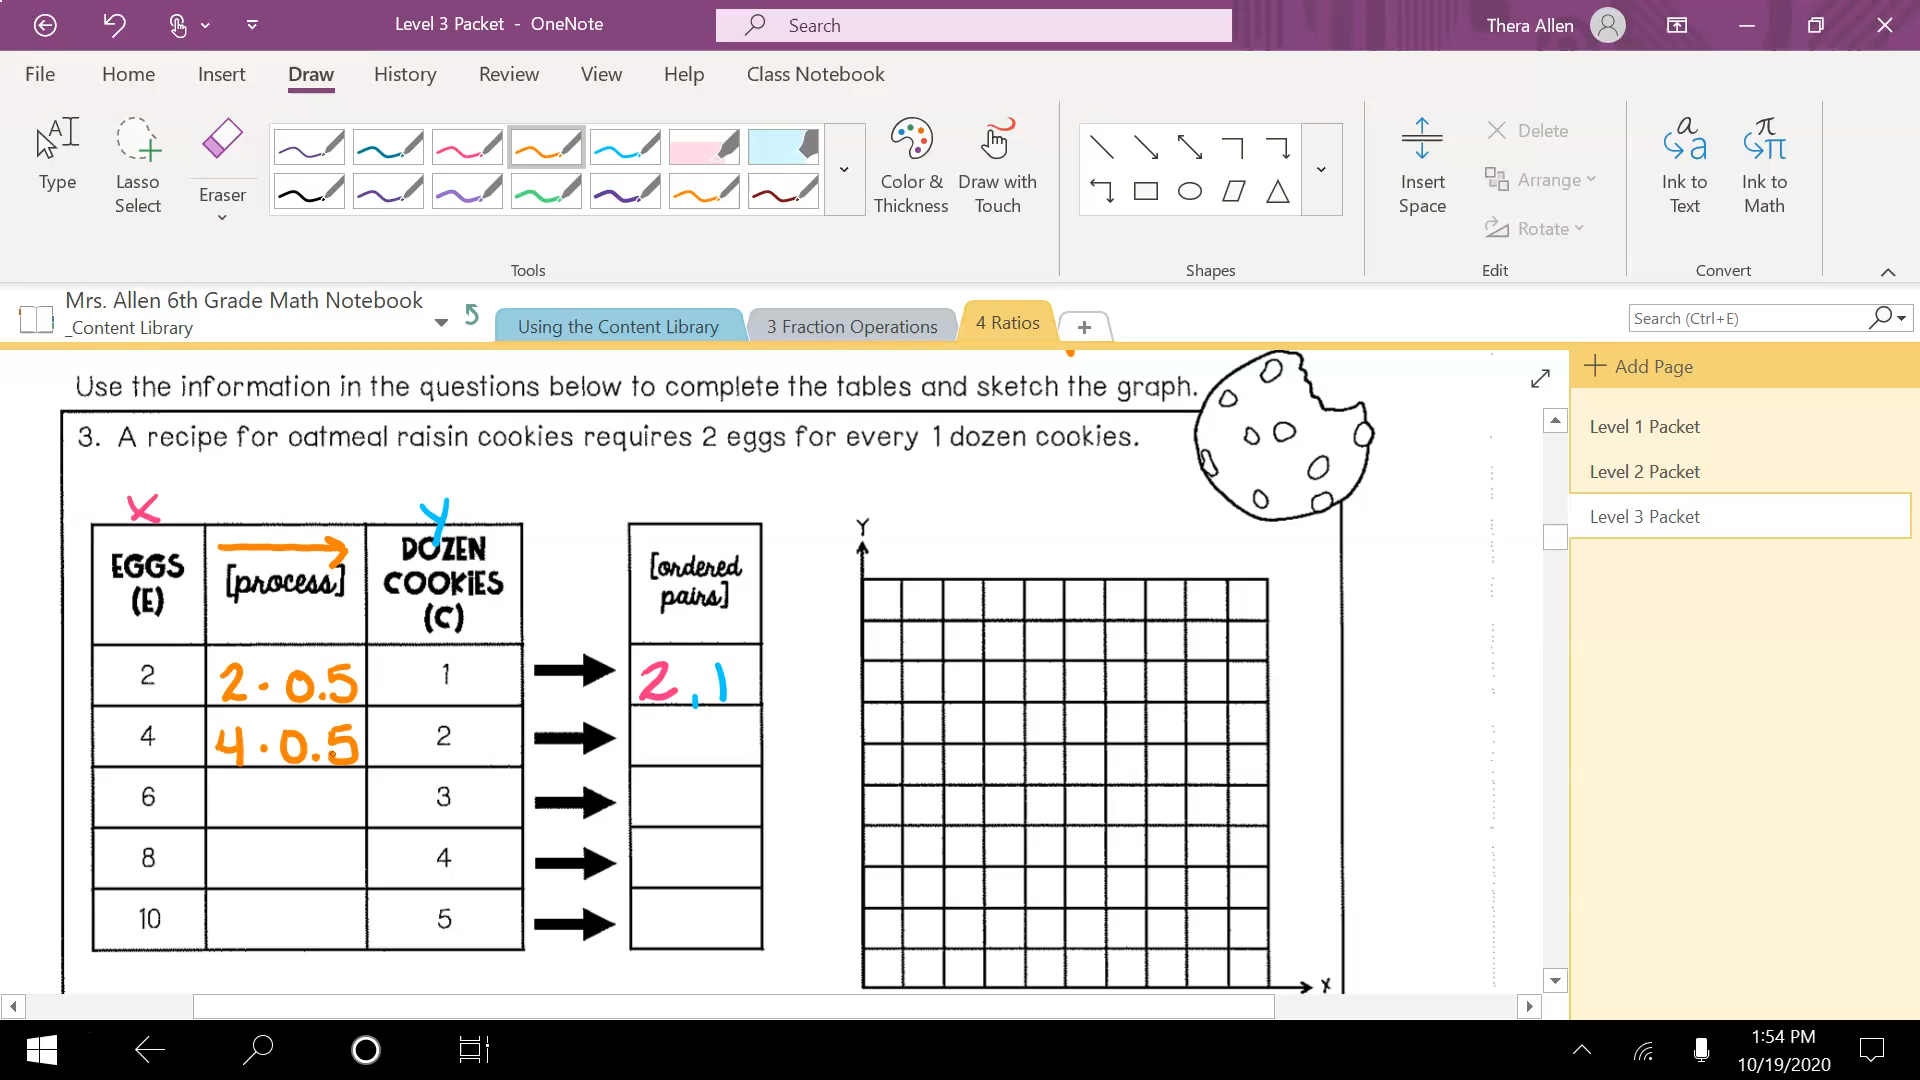 Level 3 Packet - OneNote
Search
Thera Allen
File Home Insert Draw History Review View Help Class Notebook
Type
Lasso Select
Eraser
Color & Thickness
Draw with Touch
Insert Space
Delete
Arrange
Rotate
a
a
Ink to Text
π
π
Ink to Math
Tools
Shapes
Edit
Convert
Mrs. Allen 6th Grade Math Notebook
_Content Library
Using the Content Library
3 Fraction Operations
4 Ratios
+
Search (Ctrl+E)
Add Page
Level 1 Packet
Level 2 Packet
Level 3 Packet
Use the information in the questions below to complete the tables and sketch the graph.
3. A recipe for oatmeal raisin cookies requires 2 eggs for every 1 dozen cookies.
X
Y
EGGS (E)
[process]
DOZEN COOKIES (C)
[ordered pairs]
2 2·0.5 1 2,1
4 4·0.5 2
6 3
8 4
10 5
Y
X
1:54 PM
10/19/2020